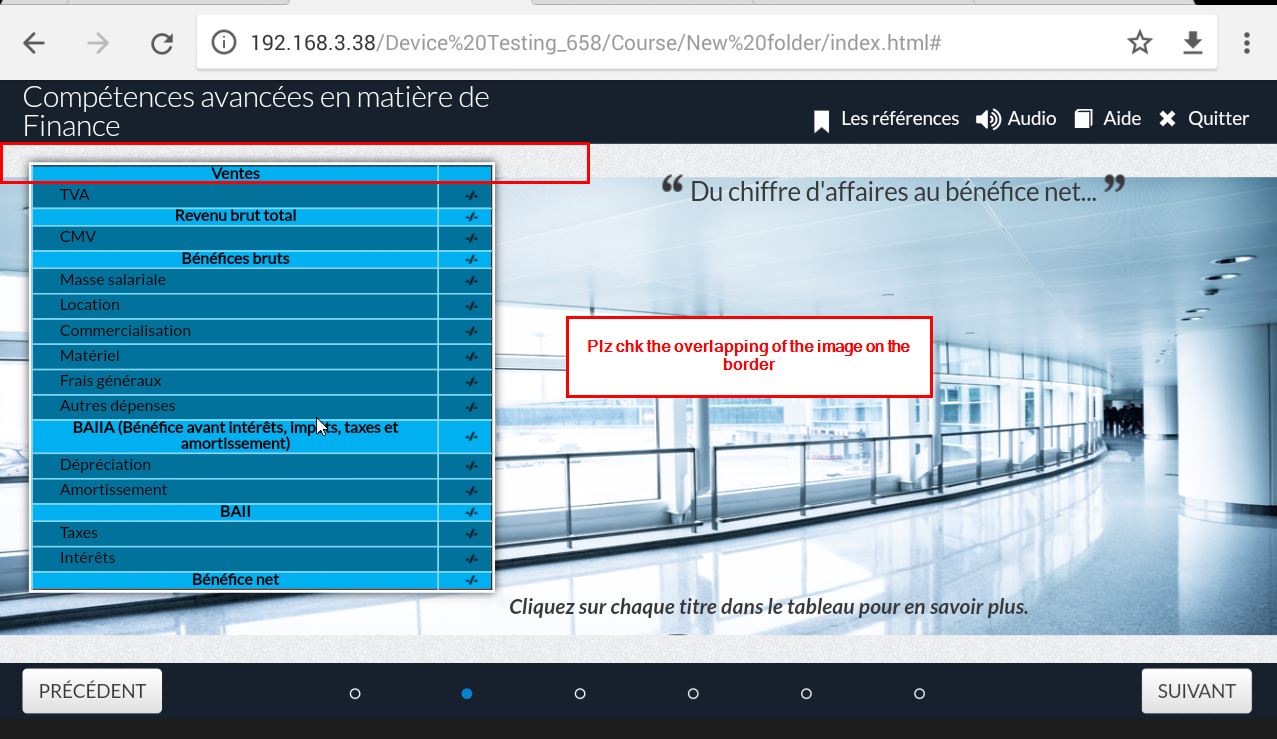 192.168.3.38/Device%20Testing_658/Course/New%20folder/index.html#
Compétences avancées en matière de
Finance
Les références
Audio
Aide
Quitter
Ventes
TVA
-/-
Revenu brut total
-/-
CMV
-/-
Bénéfices bruts
-/-
Masse salariale
-/-
Location
-/-
Commercialisation
-/-
Matériel
-/-
Frais généraux
-/-
Autres dépenses
-/-
BAIIA (Bénéfice avant intérêts, impôts, taxes et
amortissement)
-/-
Dépréciation
-/-
Amortissement
-/-
BAII
-/-
Taxes
-/-
Intérêts
-/-
Bénéfice net
-/-
“ Du chiffre d'affaires au bénéfice net... ”
Plz chk the overlapping of the image on the
border
Cliquez sur chaque titre dans le tableau pour en savoir plus.
PRÉCÉDENT
SUIVANT